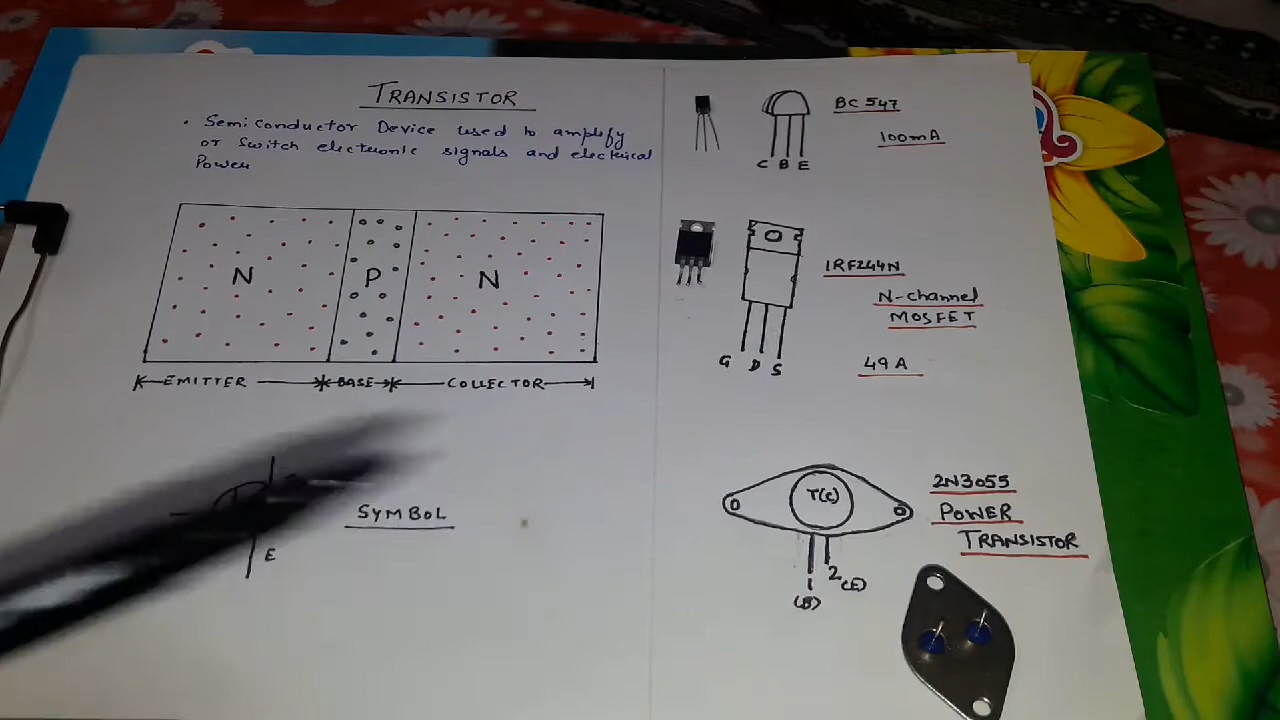 TRANSISTOR
• Semiconductor Device used to amplify
or switch electronic signals and electrical
Power
N P N
EMITTER BASE COLLECTOR
SYMBOL
E
BC 547
100mA
C B E
IRF244N
N-channel
MOSFET
49A
G D S
T(C)
2N3055
POWER
TRANSISTOR
1 2
(B) (E)